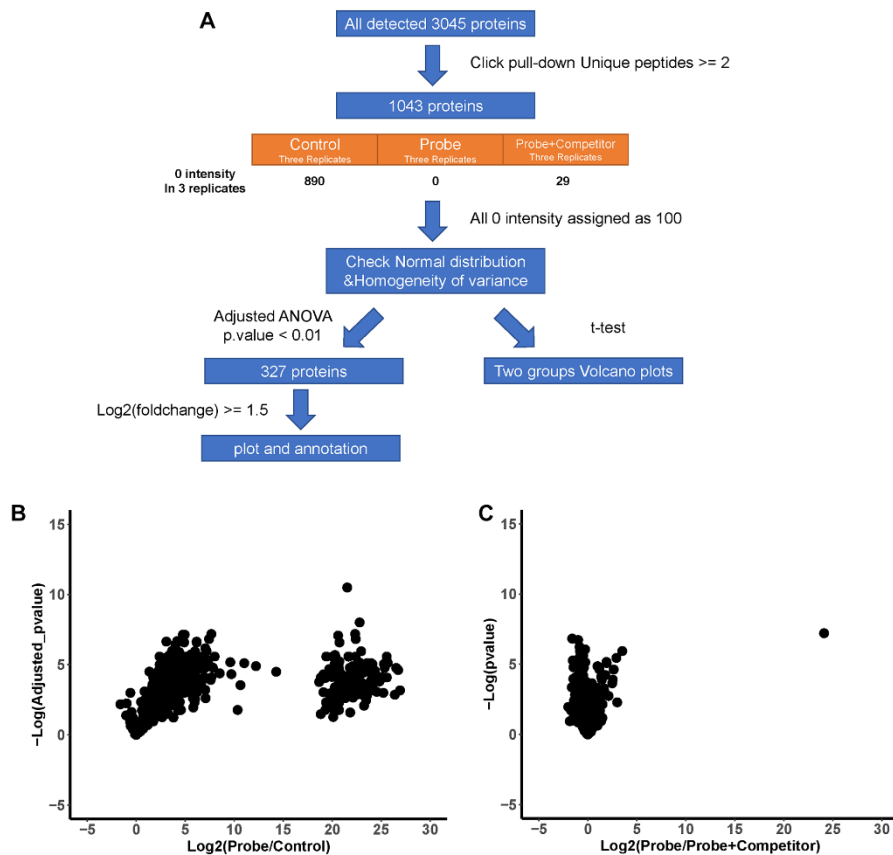 A
All detected 3045 proteins
Click pull-down Unique peptides >= 2
1043 proteins
Control
Three Replicates
Probe
Three Replicates
Probe+Competitor
Three Replicates
0 intensity
In 3 replicates
890
0
29
All 0 intensity assigned as 100
Check Normal distribution
&Homogeneity of variance
Adjusted ANOVA
p.value < 0.01
t-test
327 proteins
Two groups Volcano plots
Log2(foldchange) >= 1.5
plot and annotation
B
−Log(Adjusted_pvalue)
15
10
5
0
−5
−5
0
5
10
15
20
25
30
Log2(Probe/Control)
C
−Log(pvalue)
15
10
5
0
−5
−5
0
5
10
15
20
25
30
Log2(Probe/Probe+Competitor)